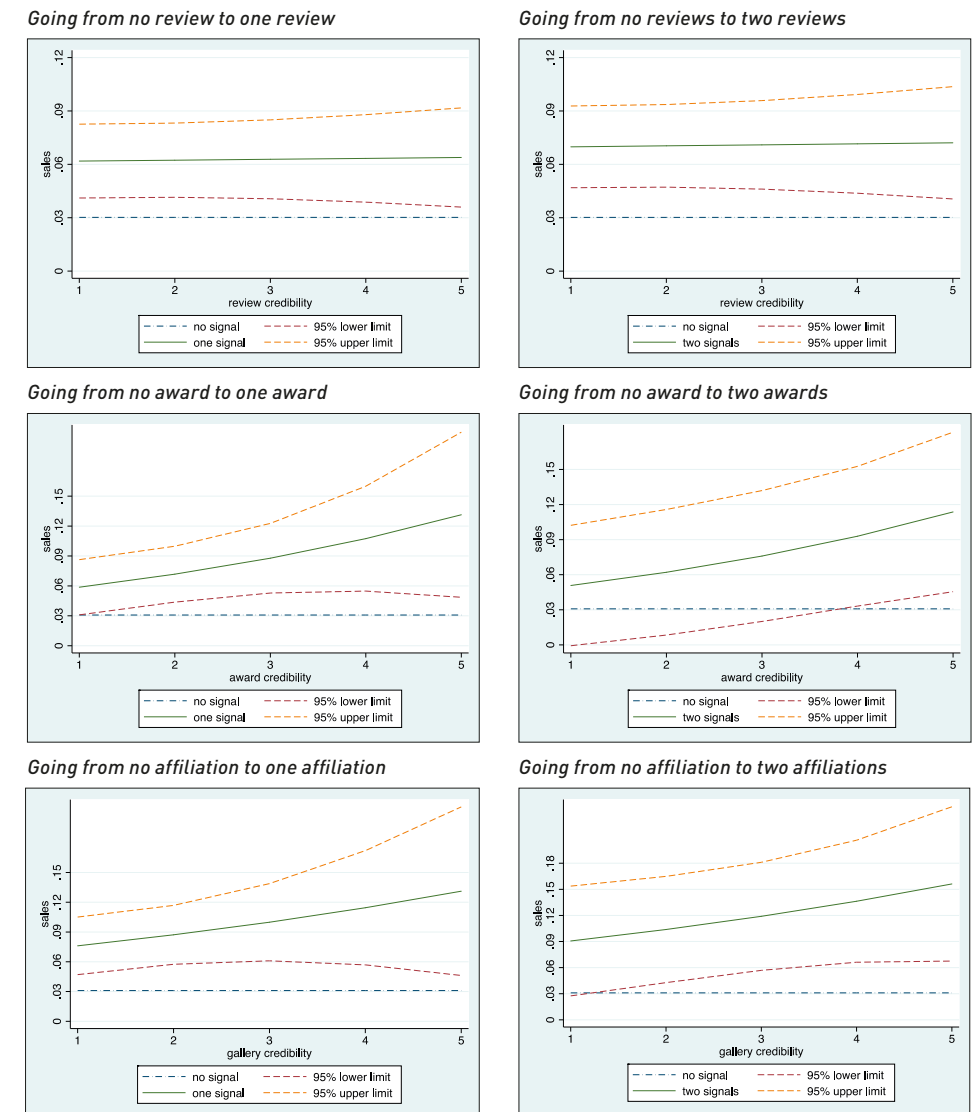 Going from no review to one review
.12
.09
.06
.03
0
sales
1 2 3 4 5
review credibility
no signal 95% lower limit
one signal 95% upper limit
Going from no reviews to two reviews
.12
.09
.06
.03
0
sales
1 2 3 4 5
review credibility
no signal 95% lower limit
two signals 95% upper limit
Going from no award to one award
.15
.12
.09
.06
.03
0
sales
1 2 3 4 5
award credibility
no signal 95% lower limit
one signal 95% upper limit
Going from no award to two awards
.15
.12
.09
.06
.03
0
sales
1 2 3 4 5
award credibility
no signal 95% lower limit
two signals 95% upper limit
Going from no affiliation to one affiliation
.15
.12
.09
.06
.03
0
sales
1 2 3 4 5
gallery credibility
no signal 95% lower limit
one signal 95% upper limit
Going from no affiliation to two affiliations
.18
.15
.12
.09
.06
.03
0
sales
1 2 3 4 5
gallery credibility
no signal 95% lower limit
two signals 95% upper limit